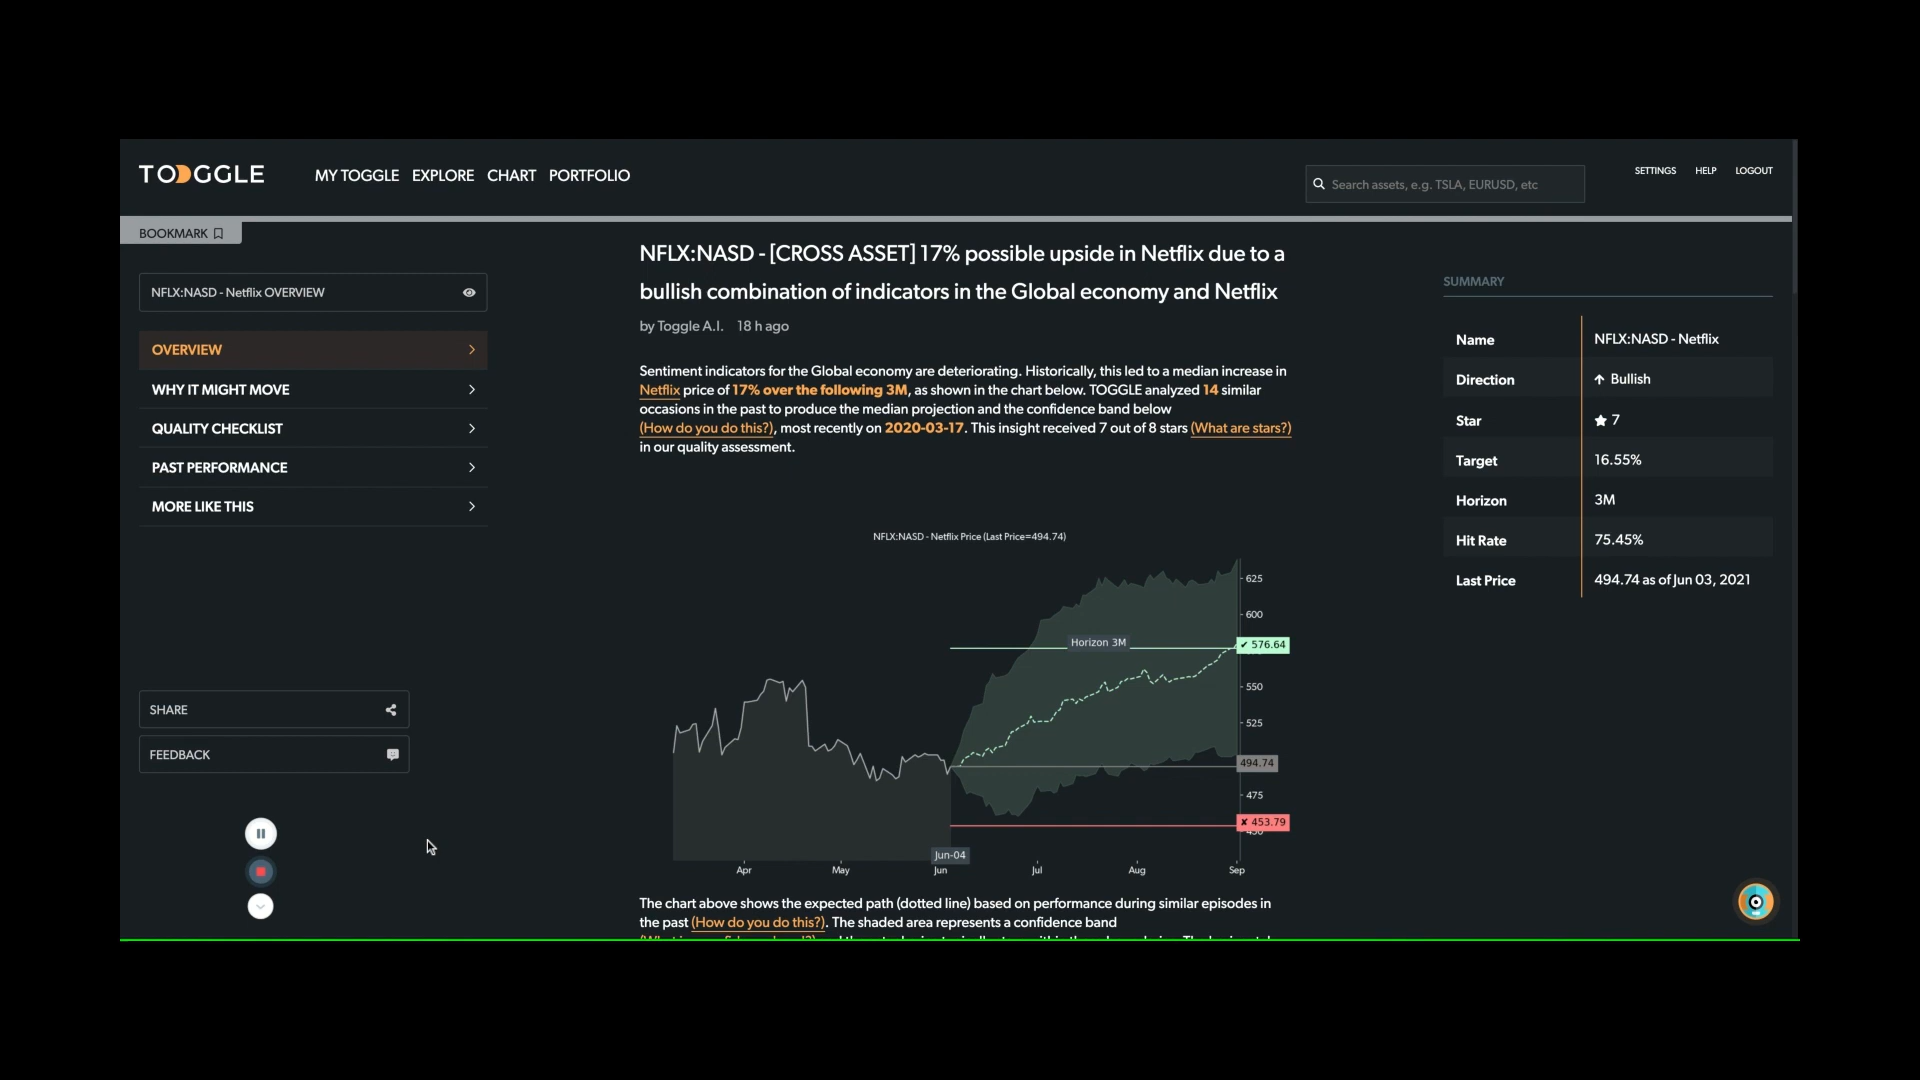 TOGGLE
MY TOGGLE EXPLORE CHART PORTFOLIO
Search assets, e.g. TSLA, EURUSD, etc
SETTINGS HELP LOGOUT
BOOKMARK
NFLX:NASD - Netflix OVERVIEW
OVERVIEW
WHY IT MIGHT MOVE
QUALITY CHECKLIST
PAST PERFORMANCE
MORE LIKE THIS
SHARE
FEEDBACK
NFLX:NASD - [CROSS ASSET] 17% possible upside in Netflix due to a
bullish combination of indicators in the Global economy and Netflix
by Toggle A.I. 18 h ago
Sentiment indicators for the Global economy are deteriorating. Historically, this led to a median increase in
Netflix price of 17% over the following 3M, as shown in the chart below. TOGGLE analyzed 14 similar
occasions in the past to produce the median projection and the confidence band below
(How do you do this?), most recently on 2020-03-17. This insight received 7 out of 8 stars (What are stars?)
in our quality assessment.
NFLX:NASD - Netflix Price (Last Price=494.74)
625
600
Horizon 3M
✔ 576.64
550
525
494.74
475
✘ 453.79
Jun-04
Apr May Jun Jul Aug Sep
The chart above shows the expected path (dotted line) based on performance during similar episodes in
the past (How do you do this?). The shaded area represents a confidence band
SUMMARY
Name NFLX:NASD - Netflix
Direction ↑ Bullish
Star ★ 7
Target 16.55%
Horizon 3M
Hit Rate 75.45%
Last Price 494.74 as of Jun 03, 2021